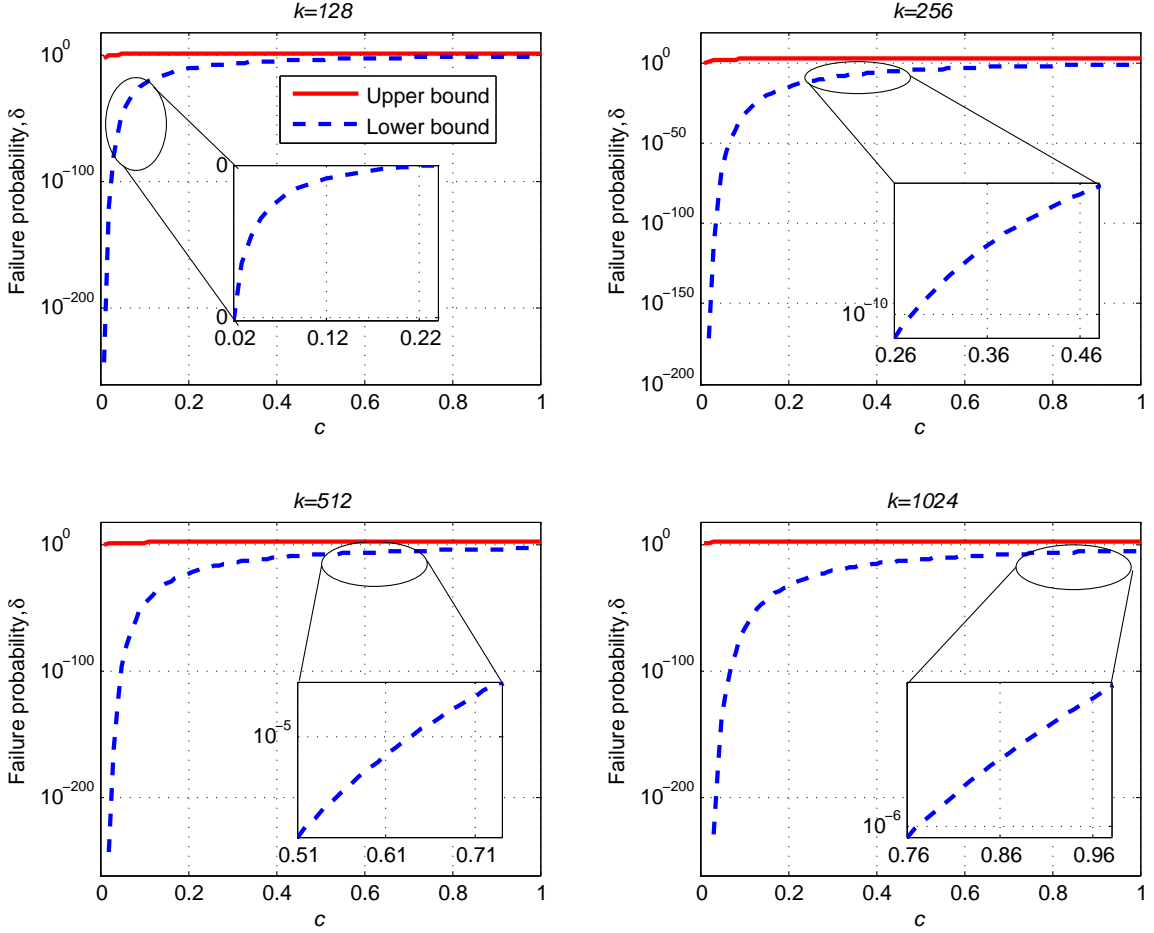 k=128
10^0
10^-100
10^-200
Failure probability, δ
Upper bound
Lower bound
0
0
0.02 0.12 0.22
0 0.2 0.4 0.6 0.8 1
c
k=256
10^0
10^-50
10^-100
10^-150
10^-200
Failure probability, δ
10^-10
0.26 0.36 0.46
0 0.2 0.4 0.6 0.8 1
c
k=512
10^0
10^-100
10^-200
Failure probability, δ
10^-5
0.51 0.61 0.71
0 0.2 0.4 0.6 0.8 1
c
k=1024
10^0
10^-100
10^-200
Failure probability, δ
10^-6
0.76 0.86 0.96
0 0.2 0.4 0.6 0.8 1
c